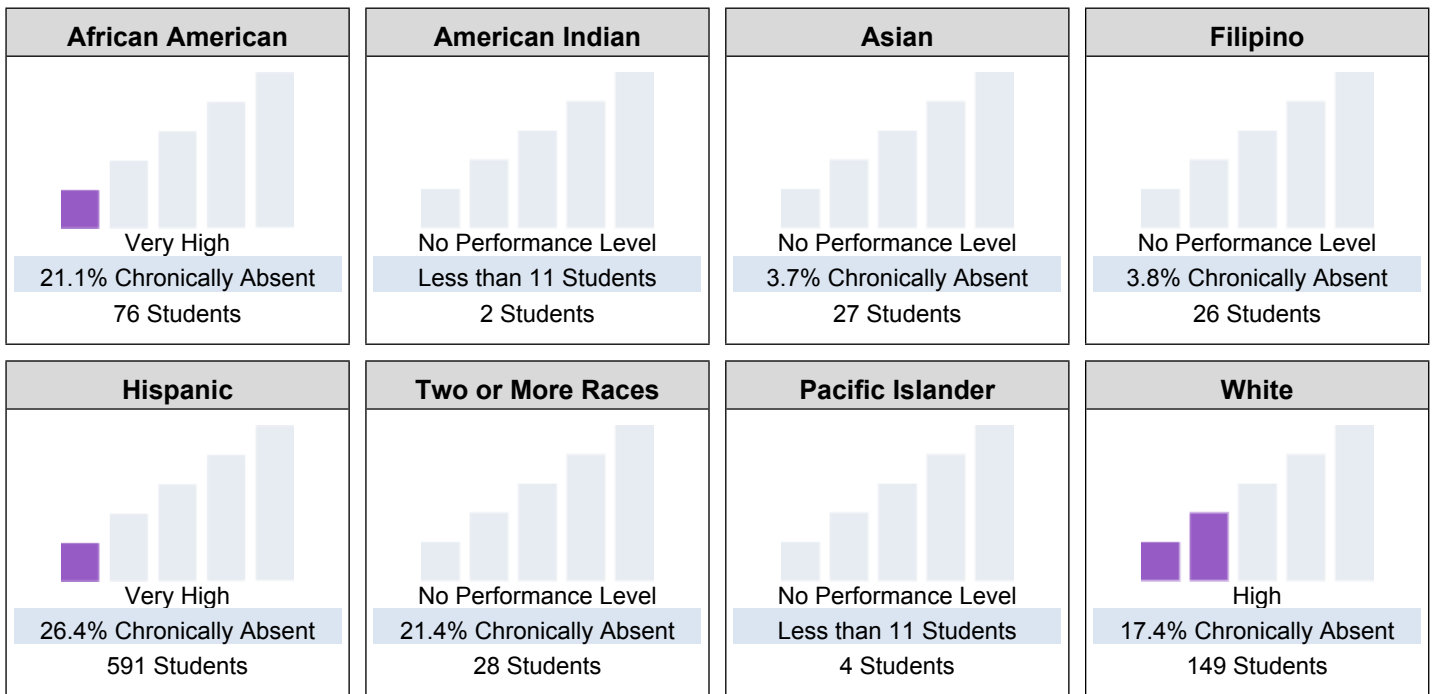 African American
Very High
21.1% Chronically Absent
76 Students
American Indian
No Performance Level
Less than 11 Students
2 Students
Asian
No Performance Level
3.7% Chronically Absent
27 Students
Filipino
No Performance Level
3.8% Chronically Absent
26 Students
Hispanic
Very High
26.4% Chronically Absent
591 Students
Two or More Races
No Performance Level
21.4% Chronically Absent
28 Students
Pacific Islander
No Performance Level
Less than 11 Students
4 Students
White
High
17.4% Chronically Absent
149 Students